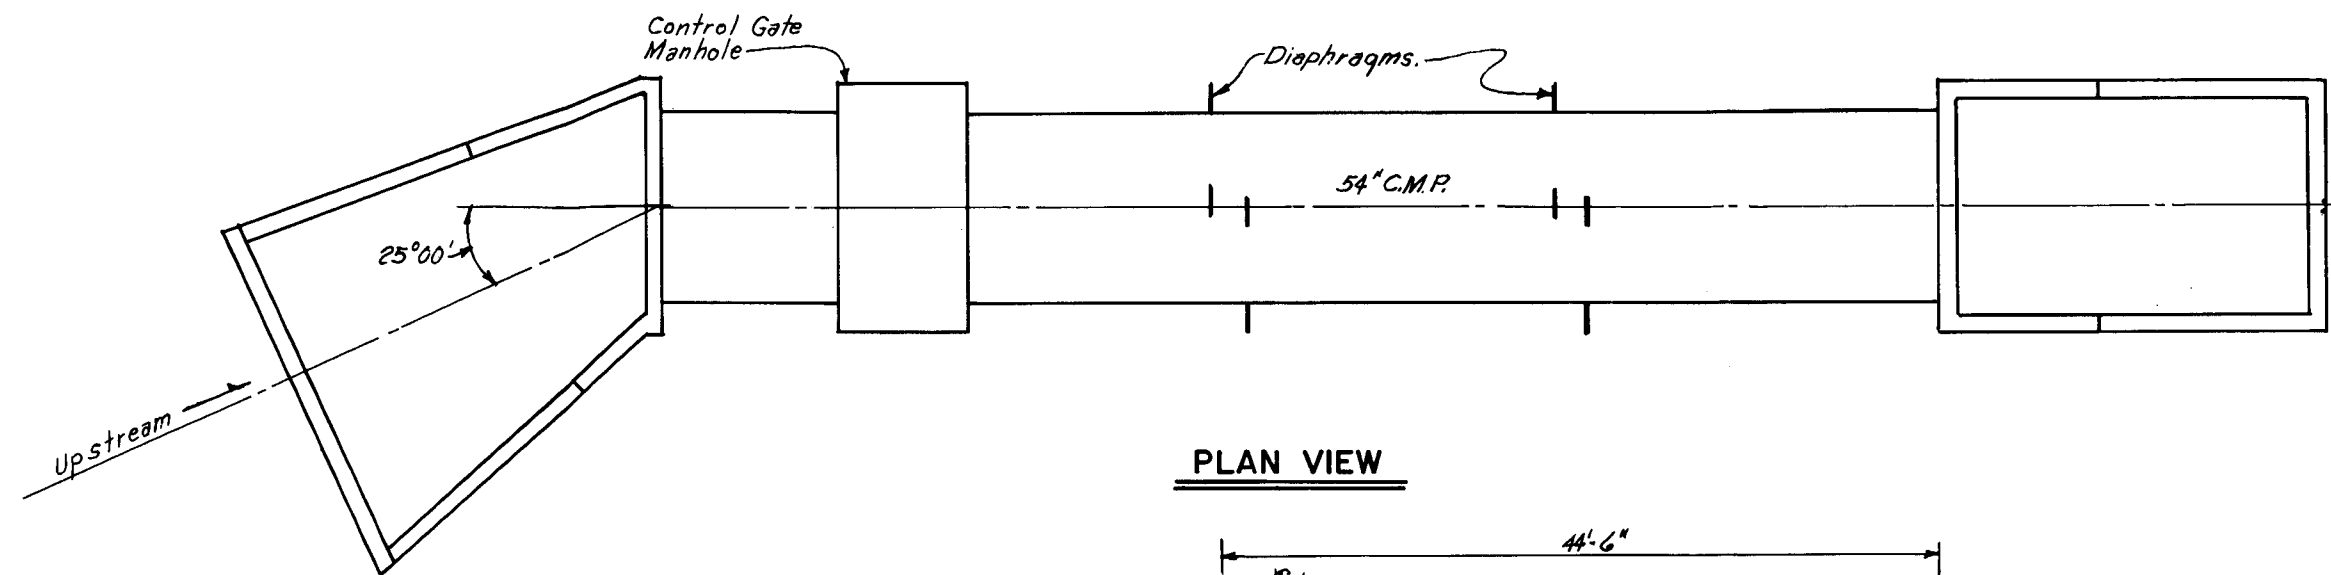 Control Gate
Manhole
Diaphragms.
54" C.M.P.
25°00'
Upstream
PLAN VIEW
44'-6"